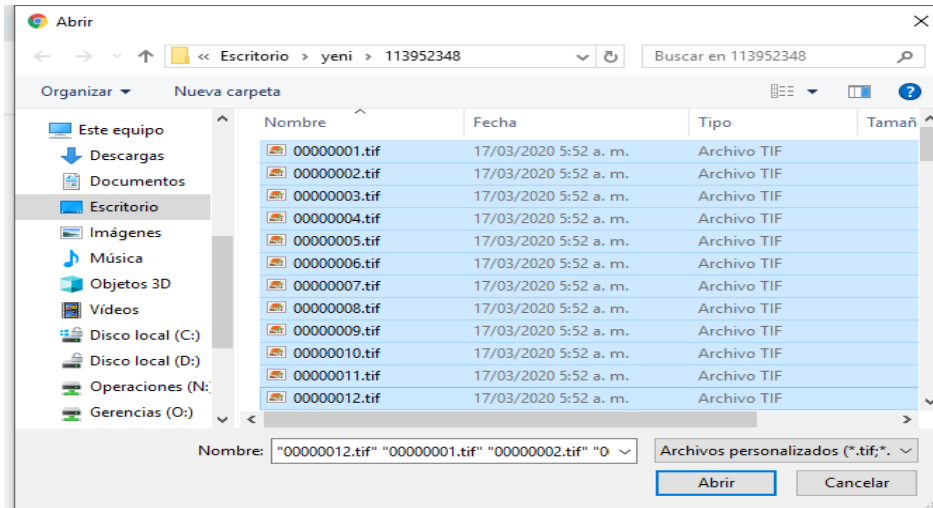 Abrir
« Escritorio › yeni › 113952348
Buscar en 113952348
Organizar
Nueva carpeta
Este equipo
Descargas
Documentos
Escritorio
Imágenes
Música
Objetos 3D
Vídeos
Disco local (C:)
Disco local (D:)
Operaciones (N:
Gerencias (O:)
Nombre Fecha Tipo Tamañ
00000001.tif 17/03/2020 5:52 a. m. Archivo TIF
00000002.tif 17/03/2020 5:52 a. m. Archivo TIF
00000003.tif 17/03/2020 5:52 a. m. Archivo TIF
00000004.tif 17/03/2020 5:52 a. m. Archivo TIF
00000005.tif 17/03/2020 5:52 a. m. Archivo TIF
00000006.tif 17/03/2020 5:52 a. m. Archivo TIF
00000007.tif 17/03/2020 5:52 a. m. Archivo TIF
00000008.tif 17/03/2020 5:52 a. m. Archivo TIF
00000009.tif 17/03/2020 5:52 a. m. Archivo TIF
00000010.tif 17/03/2020 5:52 a. m. Archivo TIF
00000011.tif 17/03/2020 5:52 a. m. Archivo TIF
00000012.tif 17/03/2020 5:52 a. m. Archivo TIF
Nombre: "00000012.tif" "00000001.tif" "00000002.tif" "0
Archivos personalizados (*.tif;*.
Abrir
Cancelar